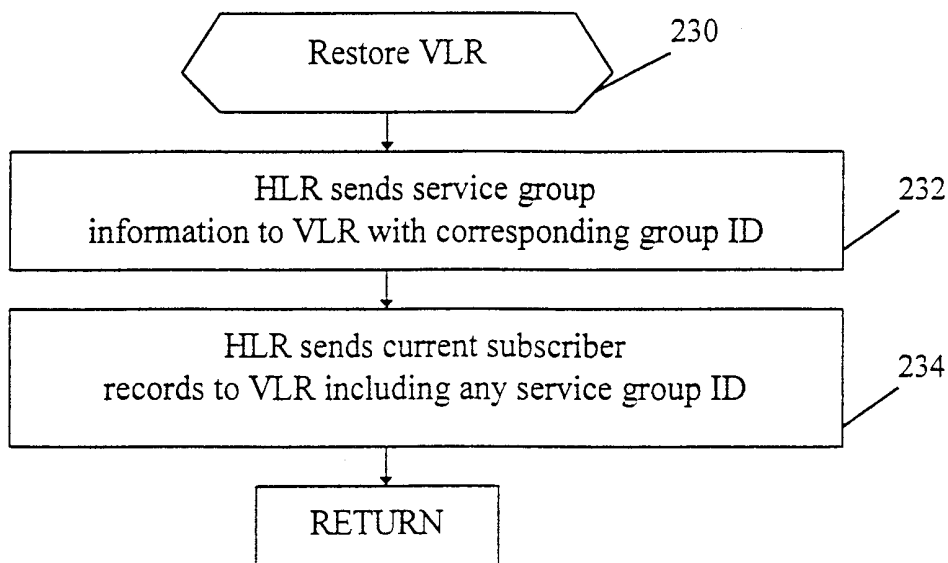 Restore VLR
230
HLR sends service group
information to VLR with corresponding group ID
232
HLR sends current subscriber
records to VLR including any service group ID
234
RETURN